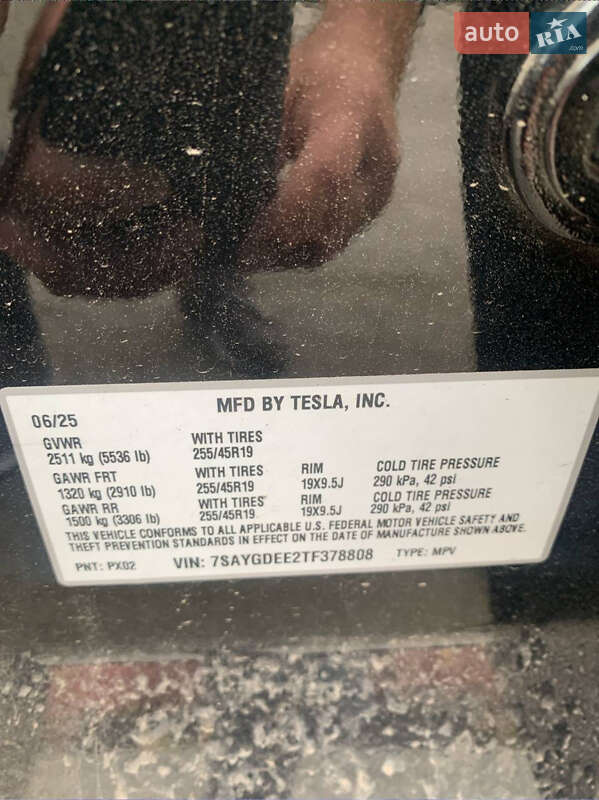 auto RIA.com
MFD BY TESLA, INC.
06/25
GVWR WITH TIRES
2511 kg (5536 lb) 255/45R19
GAWR FRT WITH TIRES RIM COLD TIRE PRESSURE
1320 kg (2910 lb) 255/45R19 19X9.5J 290 kPa, 42 psi
GAWR RR WITH TIRES RIM COLD TIRE PRESSURE
1500 kg (3306 lb) 255/45R19 19X9.5J 290 kPa, 42 psi
THIS VEHICLE CONFORMS TO ALL APPLICABLE U.S. FEDERAL MOTOR VEHICLE SAFETY AND
THEFT PREVENTION STANDARDS IN EFFECT ON THE DATE OF MANUFACTURE SHOWN ABOVE.
PNT: PX02 VIN: 7SAYGDEE2TF378808 TYPE: MPV